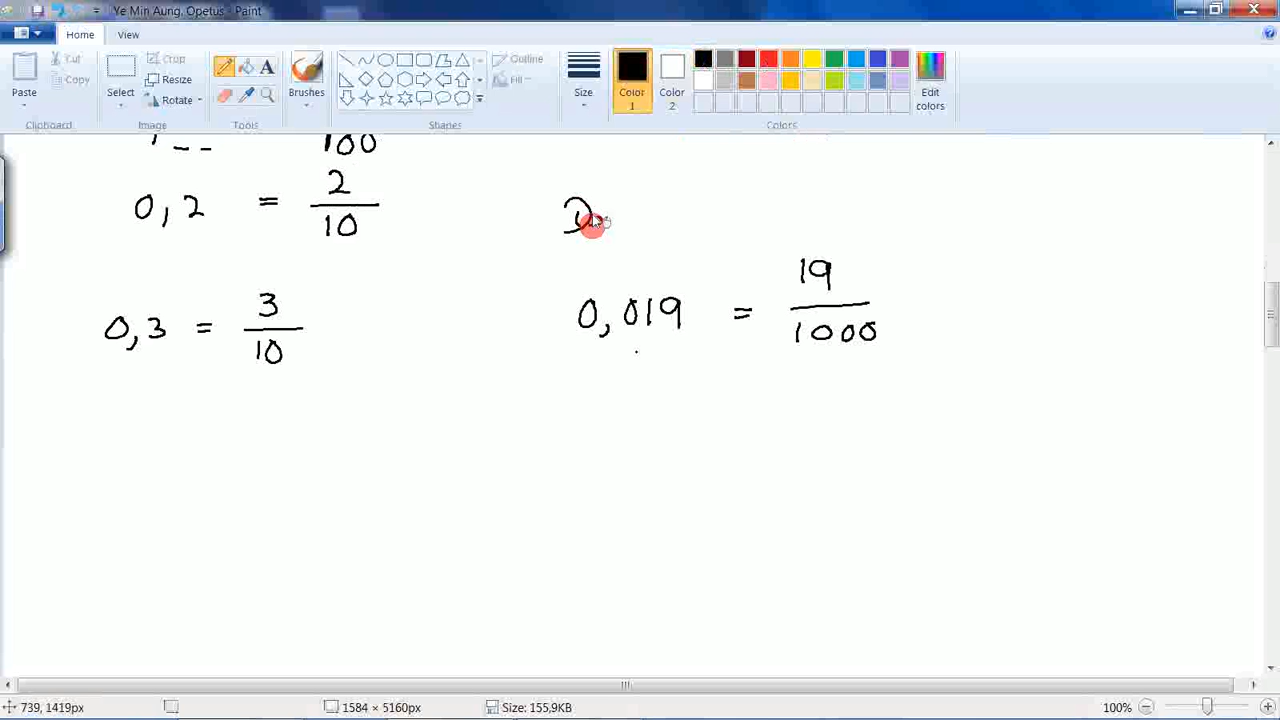 Ye Min Aung. Opetus - Paint
Home View
Paste Cut Copy Select Crop Resize Rotate A Brushes Outline Fill Size Color 1 Color 2 Edit colors
Clipboard Image Tools Shapes Colors
100
0,2 = 2/10
D
0,3 = 3/10
0,019 = 19/1000
739, 1419px 1584 × 5160px Size: 155,9KB 100%